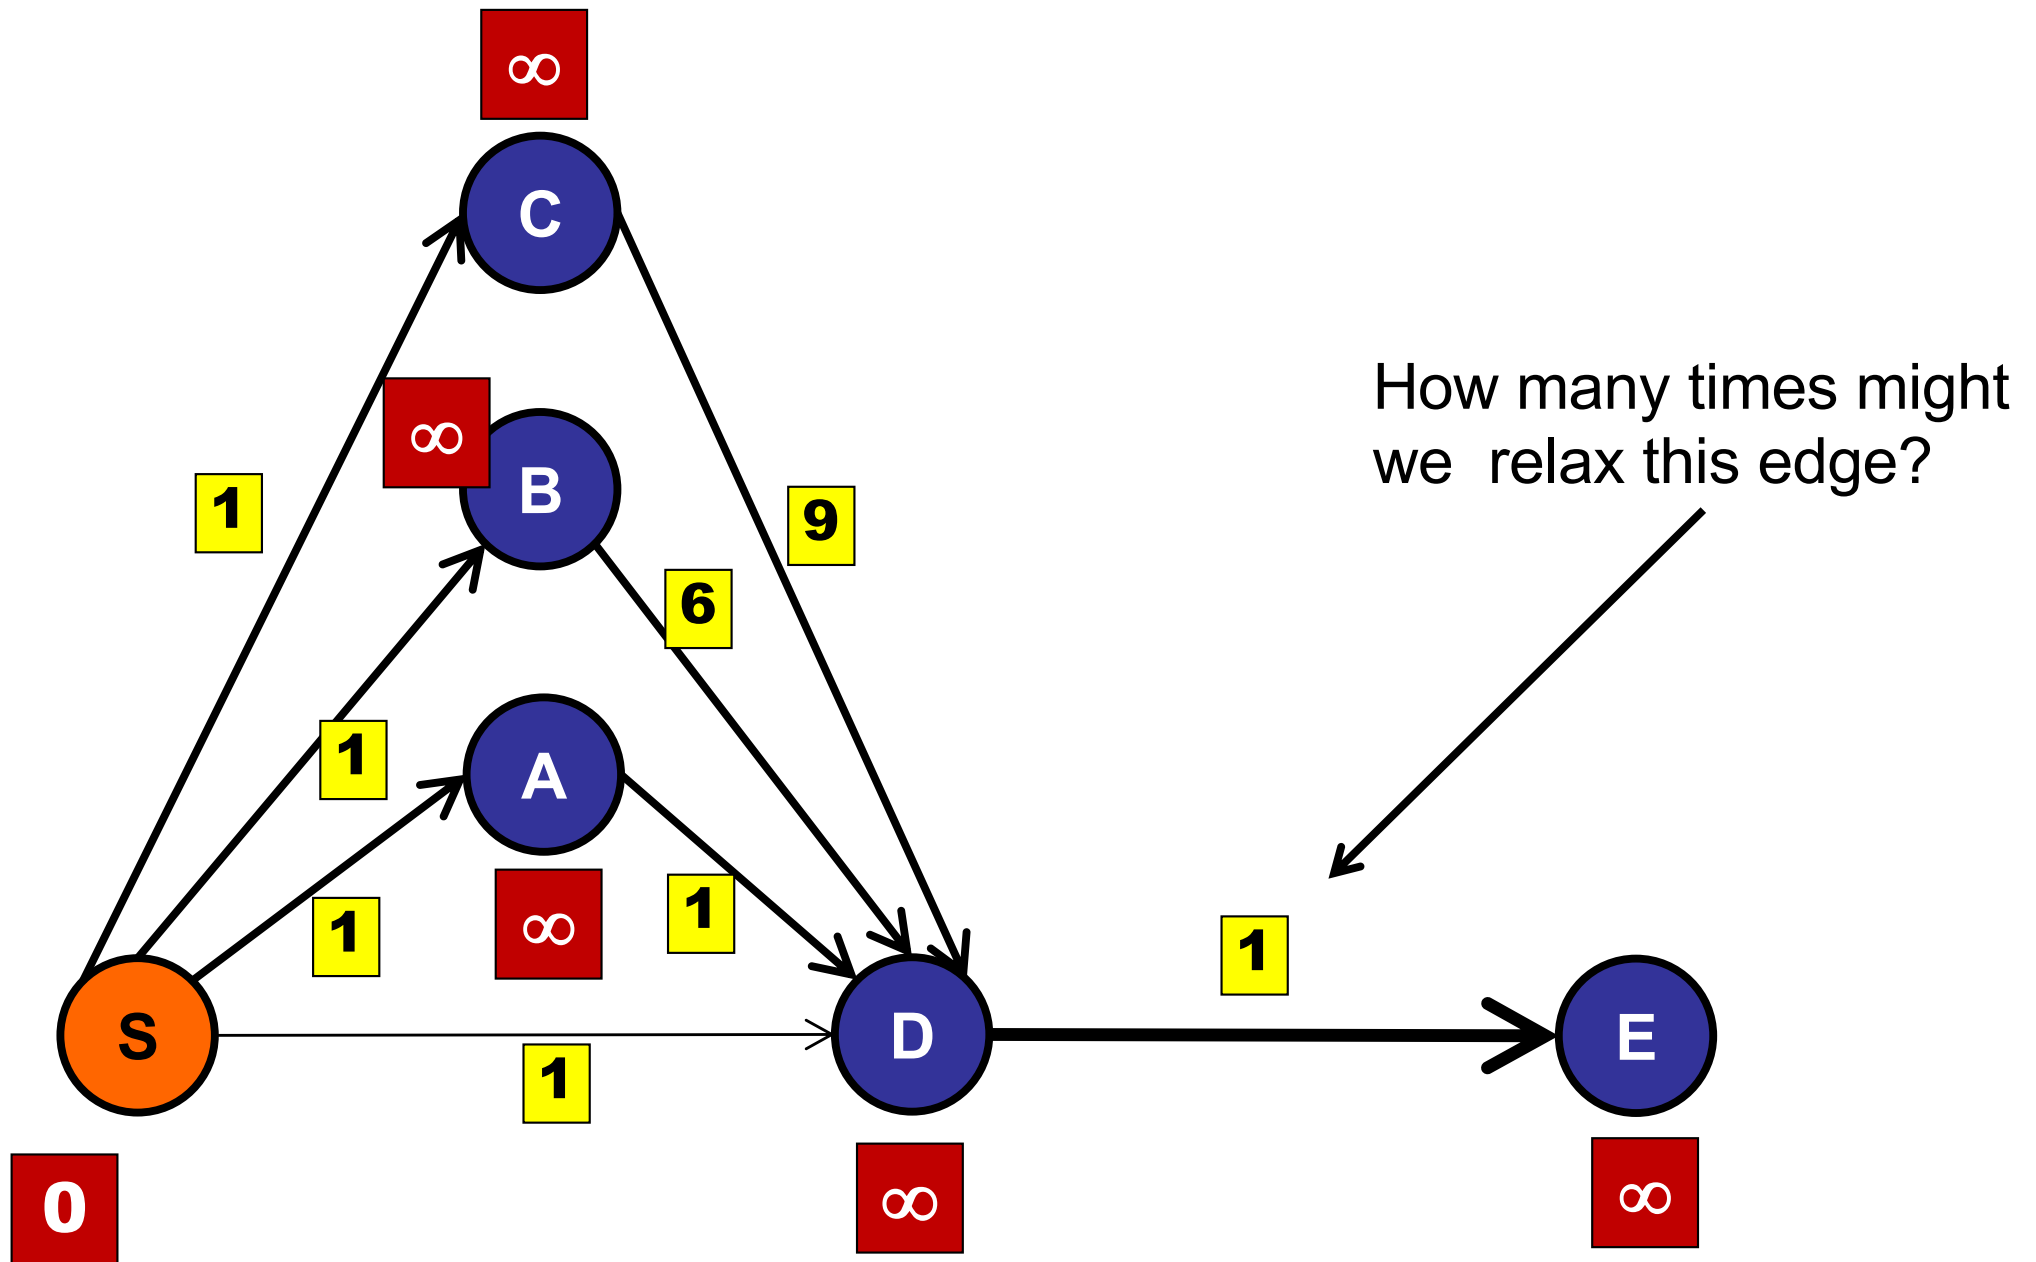 ∞
C
∞
B
1
9
How many times might
we  relax this edge?
6
1
A
1
∞
1
1
S
D
E
1
0
∞
∞